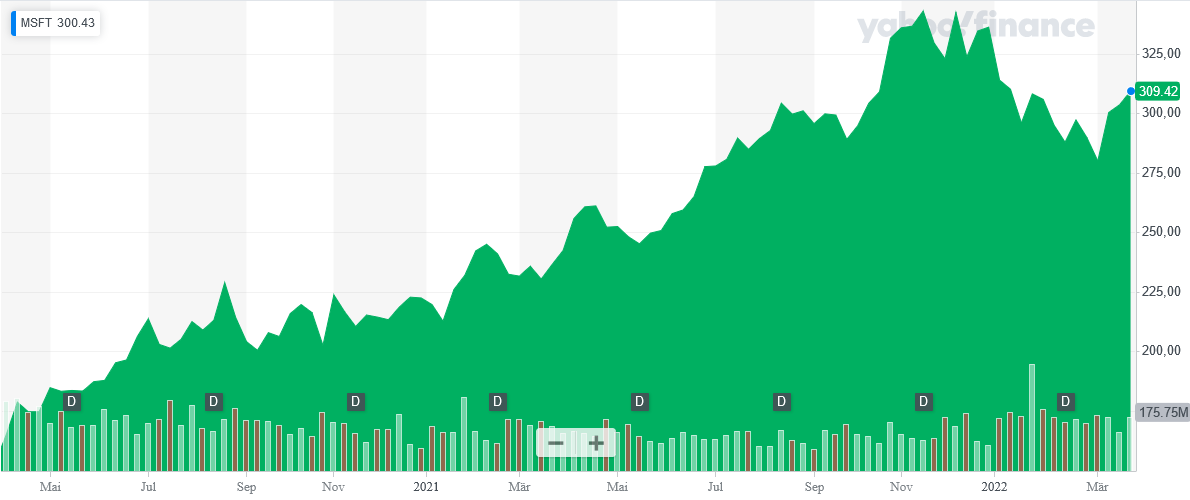 MSFT 300.43
yahoo!finance
325,00
309.42
300,00
275,00
250,00
225,00
200,00
D D D D D D D D
175.75M
− +
Mai Jul Sep Nov 2021 Mär Mai Jul Sep Nov 2022 Mär